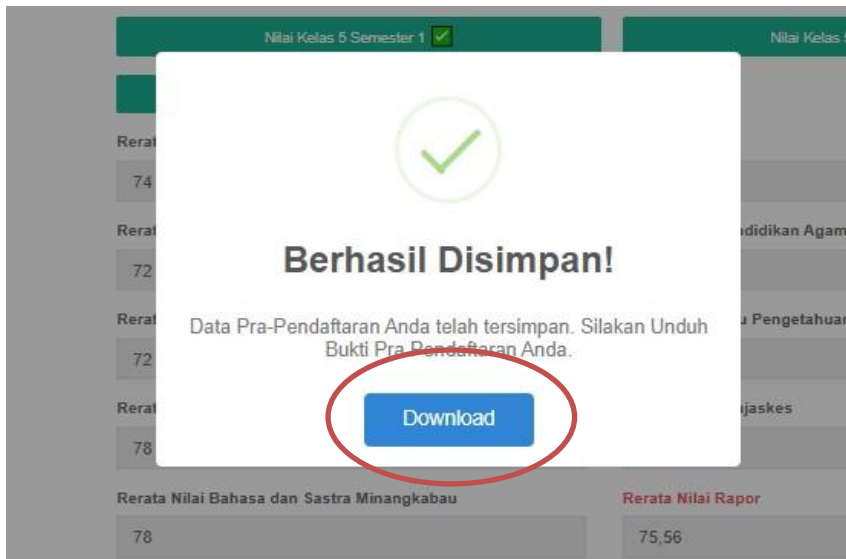 Nilai Kelas 5 Semester 1
Nilai Kelas
Rerat
74
Rerat
didikan Agam
72
Berhasil Disimpan!
Rerat
Pengetahuan
Data Pra-Pendaftaran Anda telah tersimpan. Silakan Unduh
Bukti Pra Pendaftaran Anda.
72
Rerat
jaskes
Download
78
Rerata Nilai Bahasa dan Sastra Minangkabau
Rerata Nilai Rapor
78
75,56